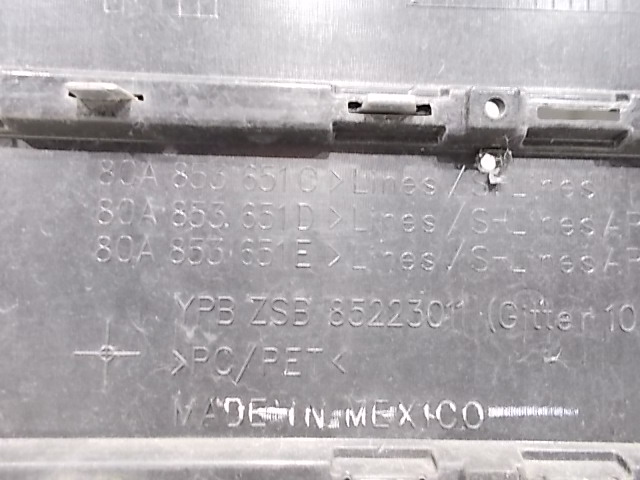 80A 853 651 C >Lines/S-Lines
80A 853 651 D >Lines/S-Lines/
80A 853 651 E >Lines/S-Lines/
YPB ZSB 8522301 (Gitter 10
>PC/PET<
MADE IN MEXICO